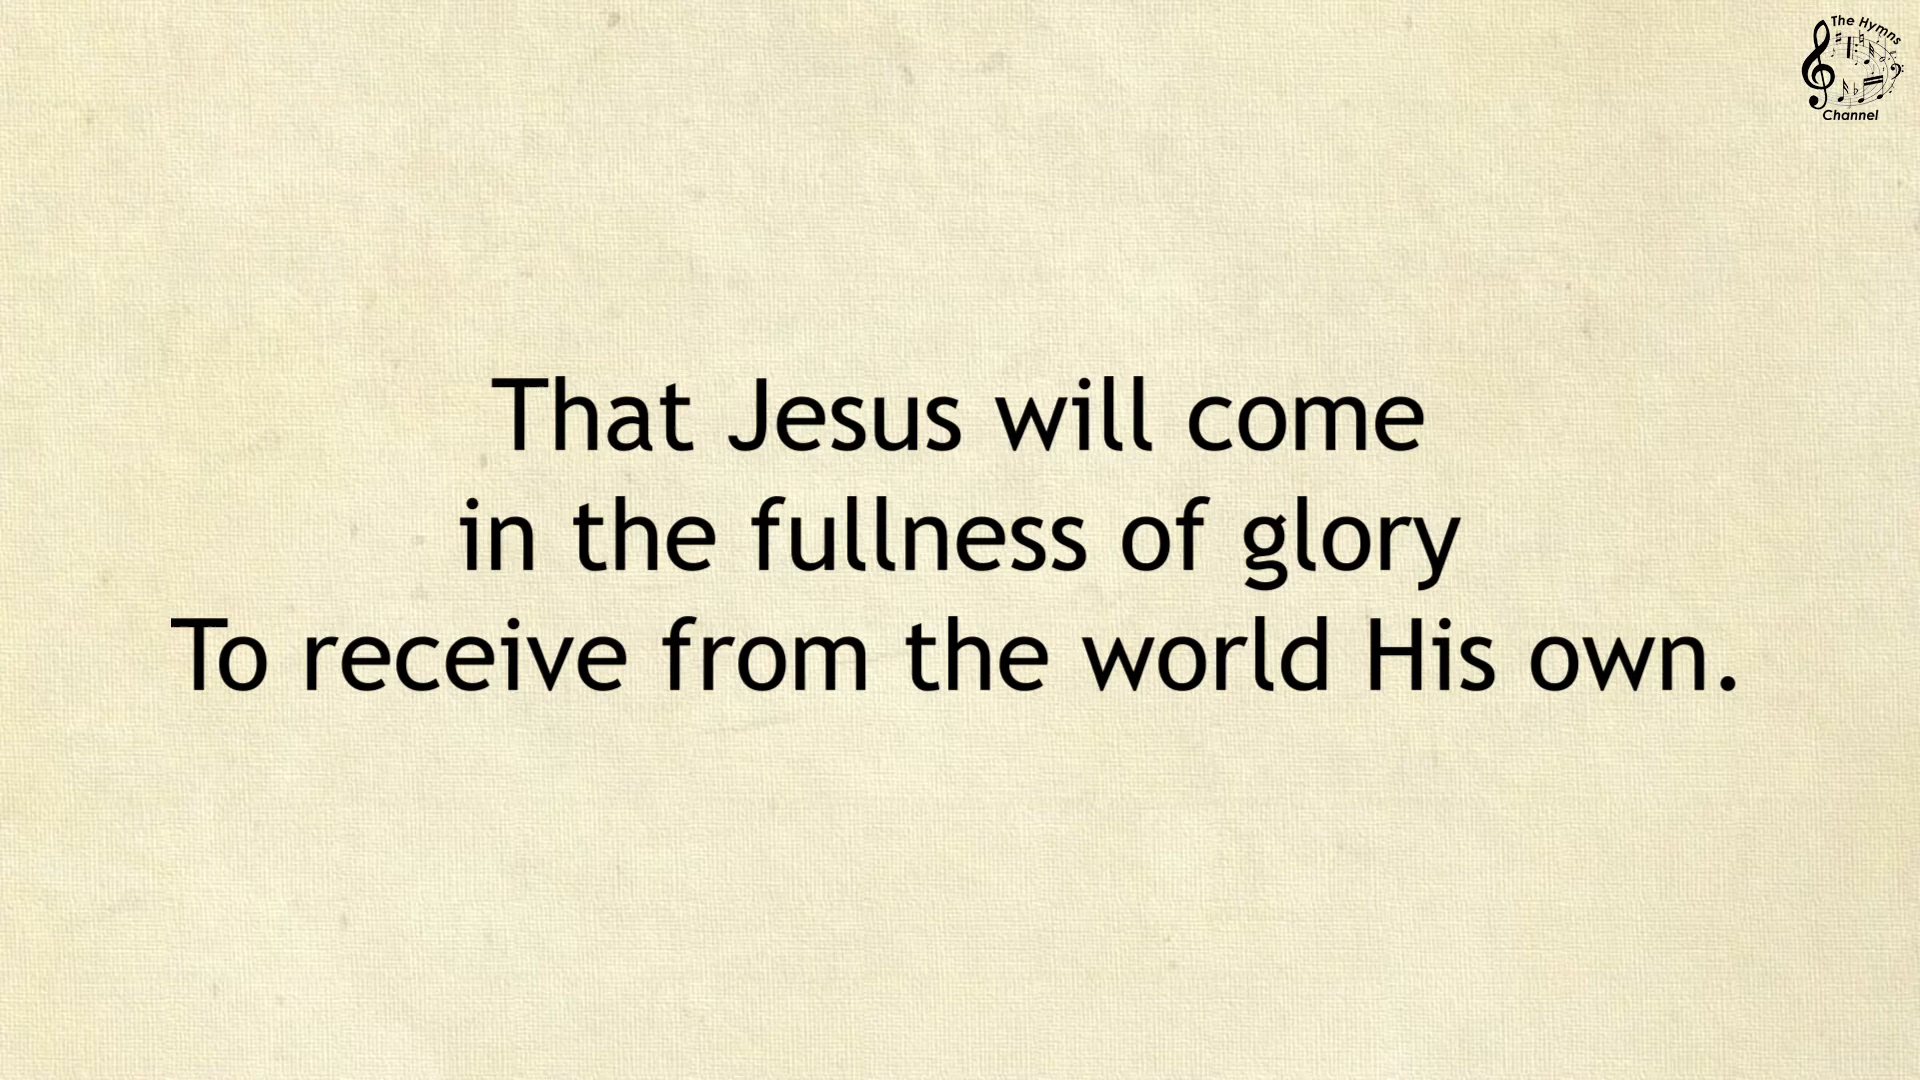 The Hymns
Channel
That Jesus will come
in the fullness of glory
To receive from the world His own.